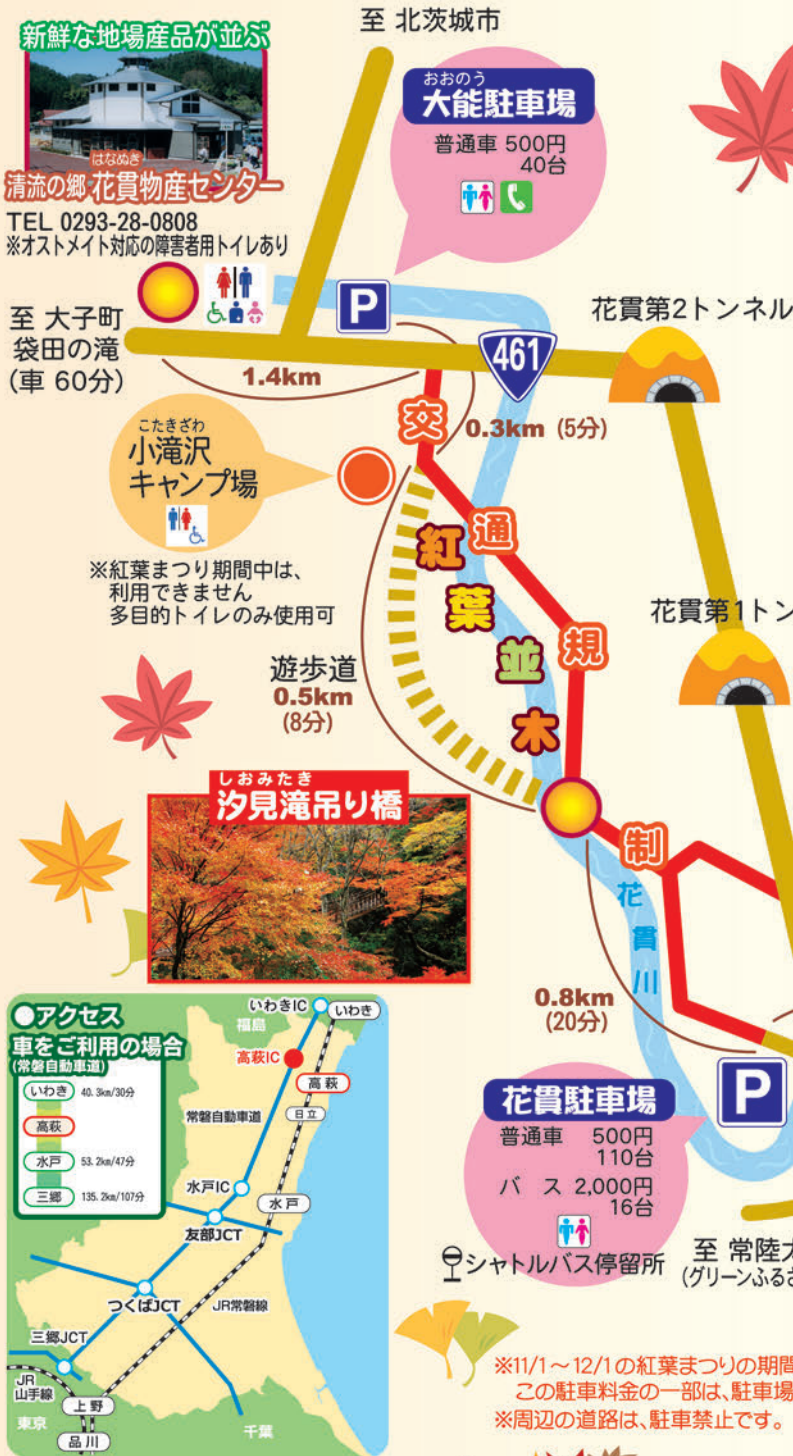 至 北茨城市
新鮮な地場産品が並ぶ
はなぬき
清流の郷 花貫物産センター
TEL 0293-28-0808
※オストメイト対応の障害者用トイレあり
おおのう
大能駐車場
普通車 500円
40台
P
至 大子町
袋田の滝
(車 60分)
1.4km
461
花貫第2トンネル
0.3km (5分)
こたきざわ
小滝沢
キャンプ場
※紅葉まつり期間中は、
利用できません
多目的トイレのみ使用可
交通規制
紅葉並木
花貫第1トン
遊歩道
0.5km
(8分)
しおみたき
汐見滝吊り橋
花貫川
0.8km
(20分)
P
花貫駐車場
普通車 500円
110台
バス 2,000円
16台
シャトルバス停留所
至 常陸太
(グリーンふるさ
●アクセス
車をご利用の場合
(常磐自動車道)
いわき 40.3km/30分
高萩
水戸 53.2km/47分
三郷 135.2km/107分
いわきIC
いわき
福島
高萩IC
高萩
日立
常磐自動車道
水戸IC
水戸
友部JCT
つくばJCT
JR常磐線
三郷JCT
JR
山手線
上野
東京
品川
千葉
※11/1～12/1の紅葉まつりの期間
この駐車料金の一部は、駐車場
※周辺の道路は、駐車禁止です。